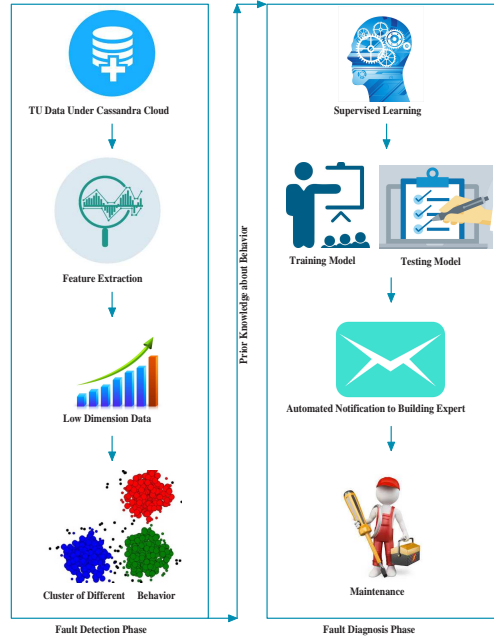 TU Data Under Cassandra Cloud
Feature Extraction
Low Dimension Data
Cluster of Different Behavior
Fault Detection Phase
Prior Knowledge about Behavior
Supervised Learning
Training Model
Testing Model
Automated Notification to Building Expert
Maintenance
Fault Diagnosis Phase